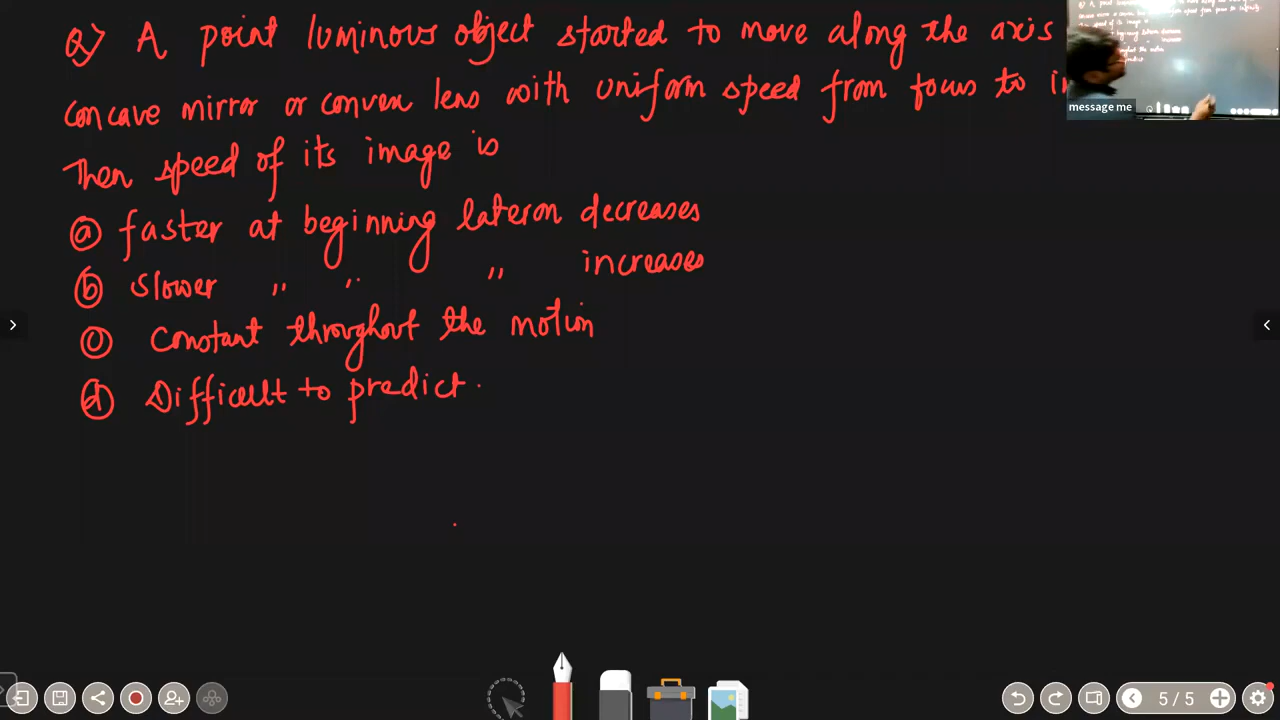 Q) A point luminous object started to move along the axis
concave mirror or convex lens with uniform speed from focus to
Then speed of its image is
(a) faster at beginning lateron decreases
(b) slower " " " increases
(c) Constant throughout the motion
(d) Difficult to predict.
message me
5/5